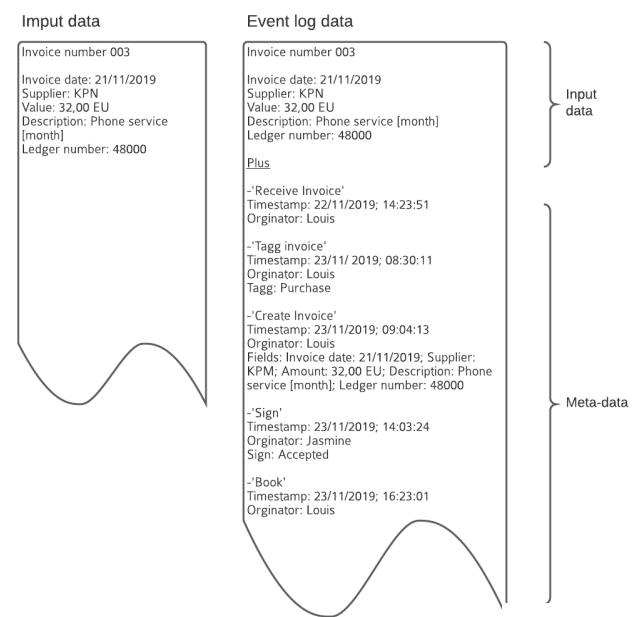 Imput data
Invoice number 003
Invoice date: 21/11/2019
Supplier: KPN
Value: 32,00 EU
Description: Phone service
[month]
Ledger number: 48000
Event log data
Invoice number 003
Invoice date: 21/11/2019
Supplier: KPN
Value: 32,00 EU
Description: Phone service [month]
Ledger number: 48000
Plus
-'Receive Invoice'
Timestamp: 22/11/2019; 14:23:51
Orginator: Louis
-'Tagg invoice'
Timestamp: 23/11/ 2019; 08:30:11
Orginator: Louis
Tagg: Purchase
-'Create Invoice'
Timestamp: 23/11/2019; 09:04:13
Orginator: Louis
Fields: Invoice date: 21/11/2019; Supplier:
KPM; Amount: 32,00 EU; Description: Phone
service [month]; Ledger number: 48000
-'Sign'
Timestamp: 23/11/2019; 14:03:24
Orginator: Jasmine
Sign: Accepted
-'Book'
Timestamp: 23/11/2019; 16:23:01
Orginator: Louis
Input
data
Meta-data